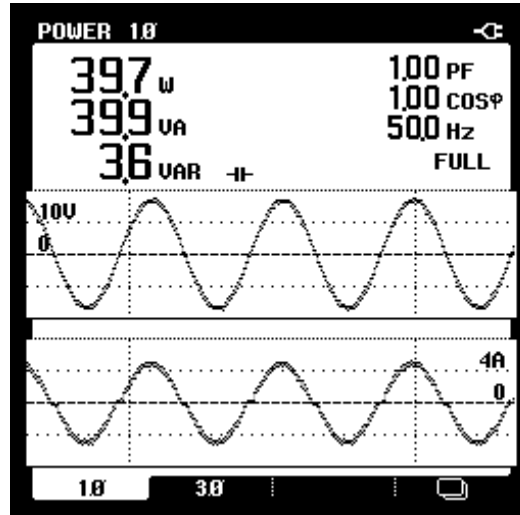 POWER 1Ø
39.7 W
39.9 VA
3.6 VAR
1.00 PF
1.00 COSφ
50.0 Hz
FULL
10V
0
4A
0
1Ø 3Ø